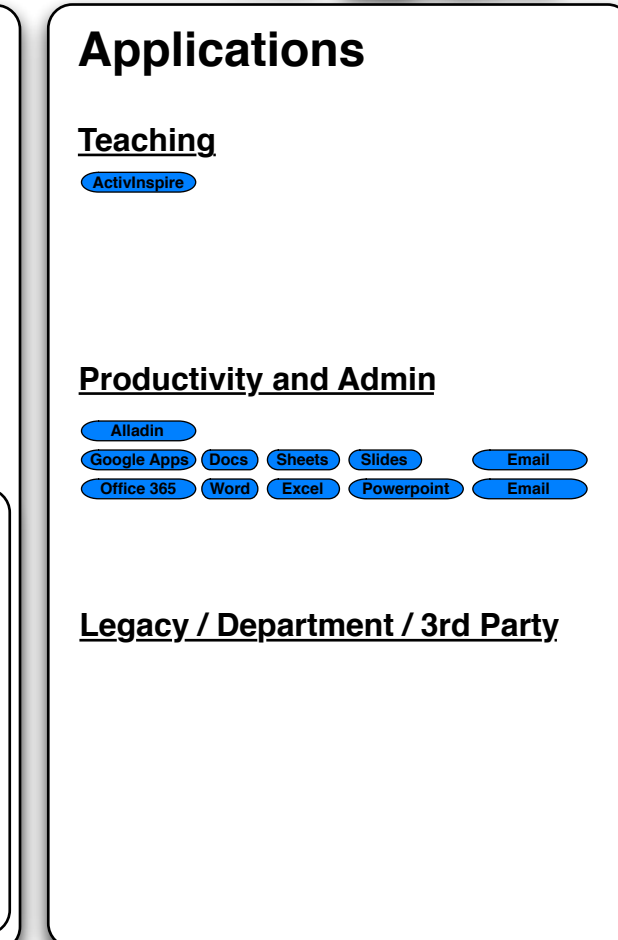 Applications
Teaching
ActivInspire
Productivity and Admin
Alladin
Google Apps Docs Sheets Slides Email
Office 365 Word Excel Powerpoint Email
Legacy / Department / 3rd Party